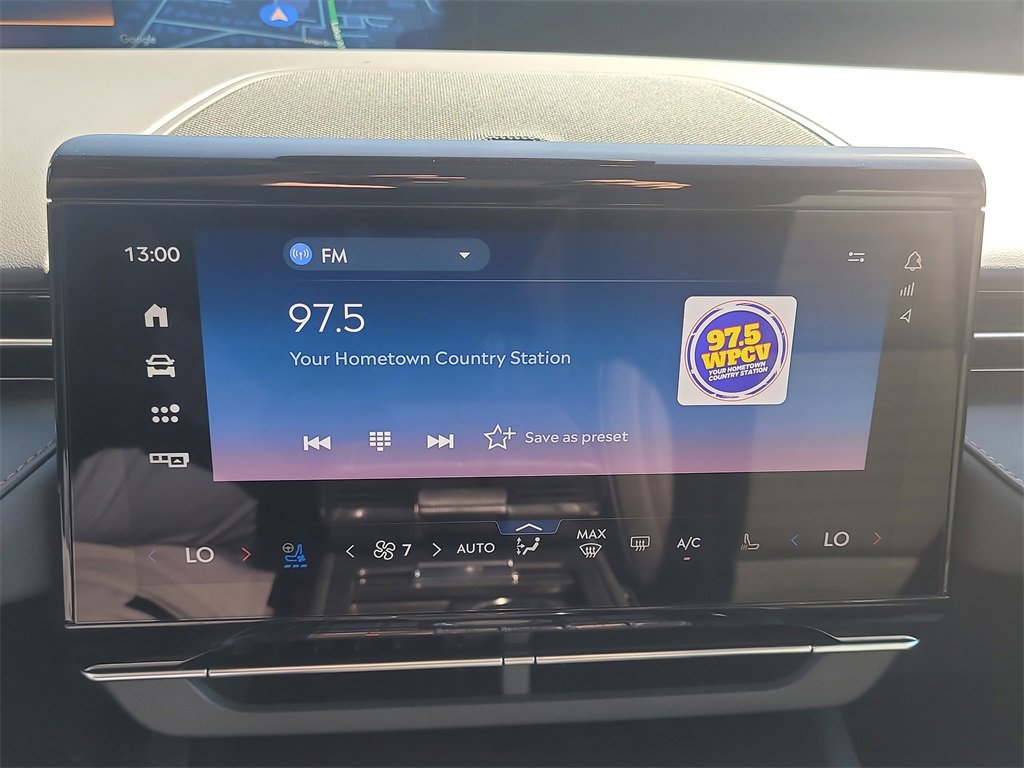 Google
13:00
FM
97.5
Your Hometown Country Station
97.5
WPCV
YOUR HOMETOWN
COUNTRY STATION
Save as preset
LO
7
AUTO
MAX
A/C
LO